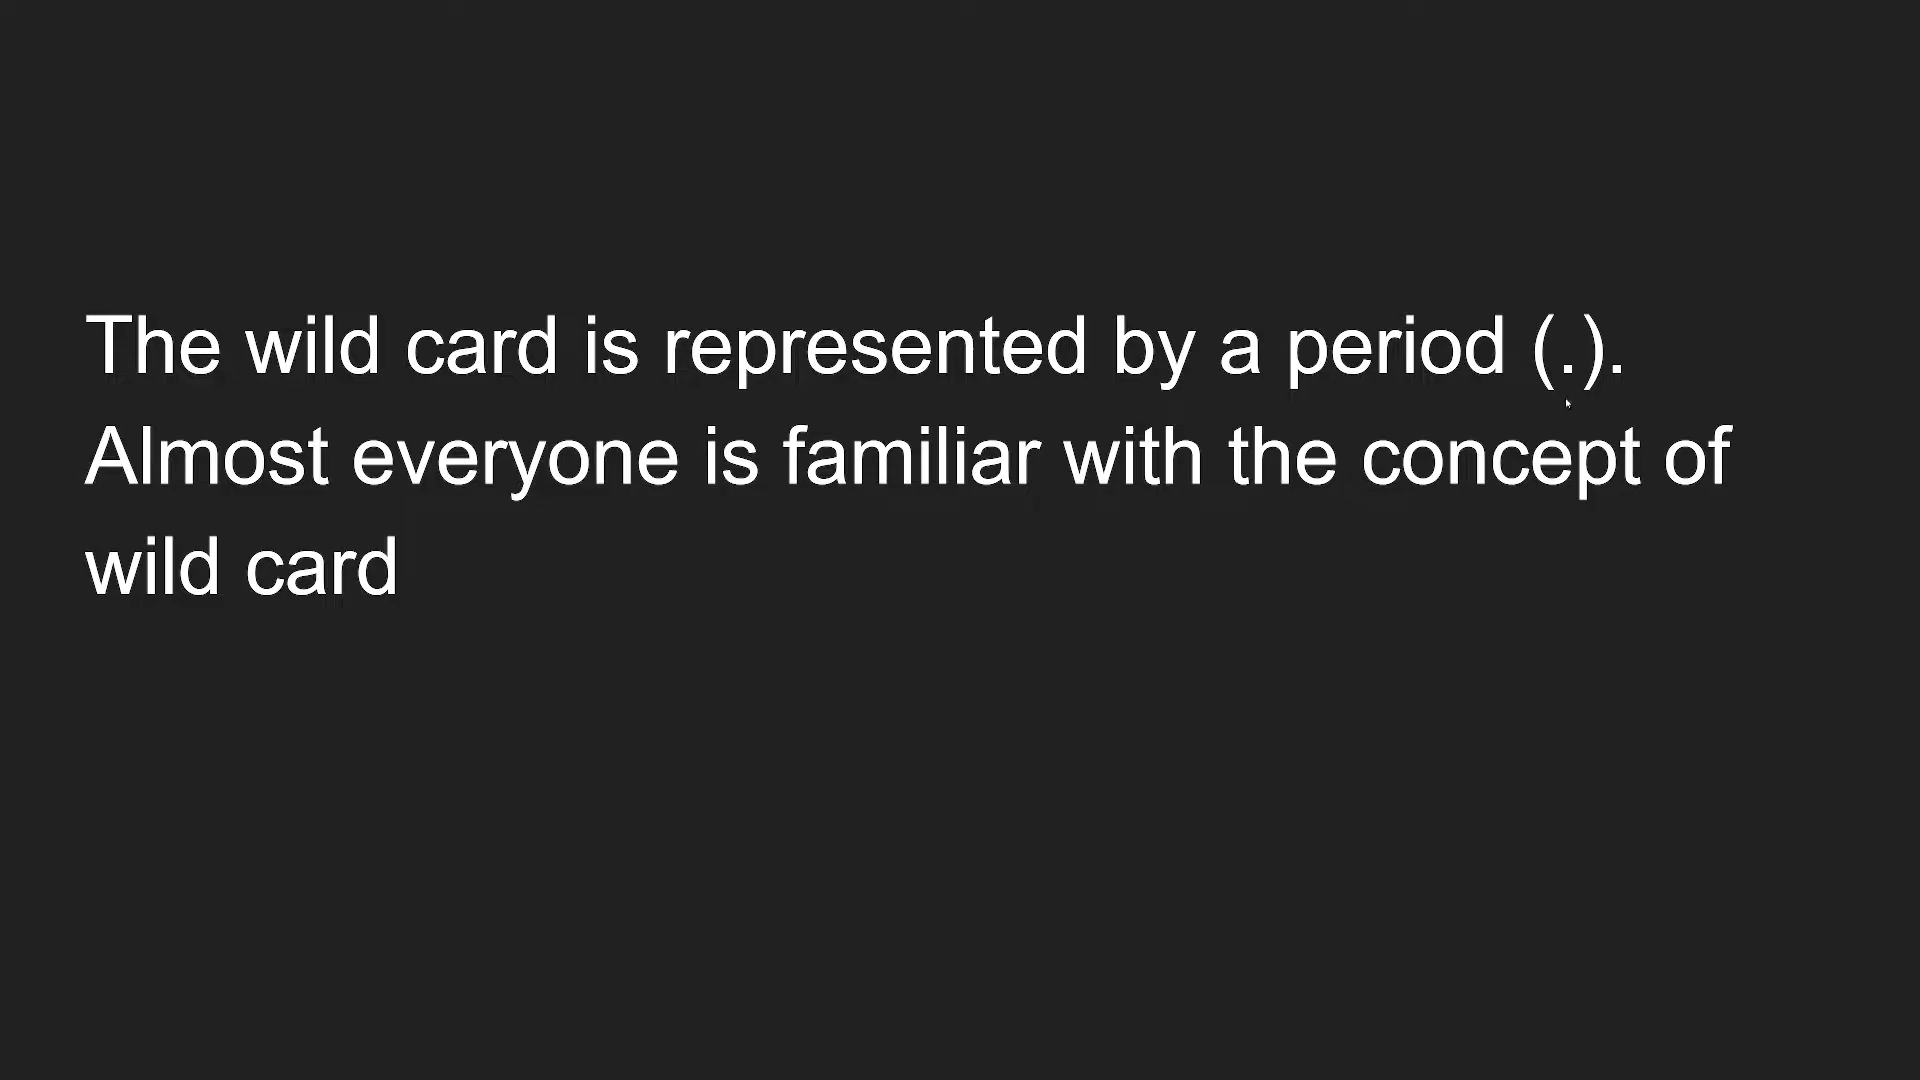 The wild card is represented by a period (.).
Almost everyone is familiar with the concept of
wild card